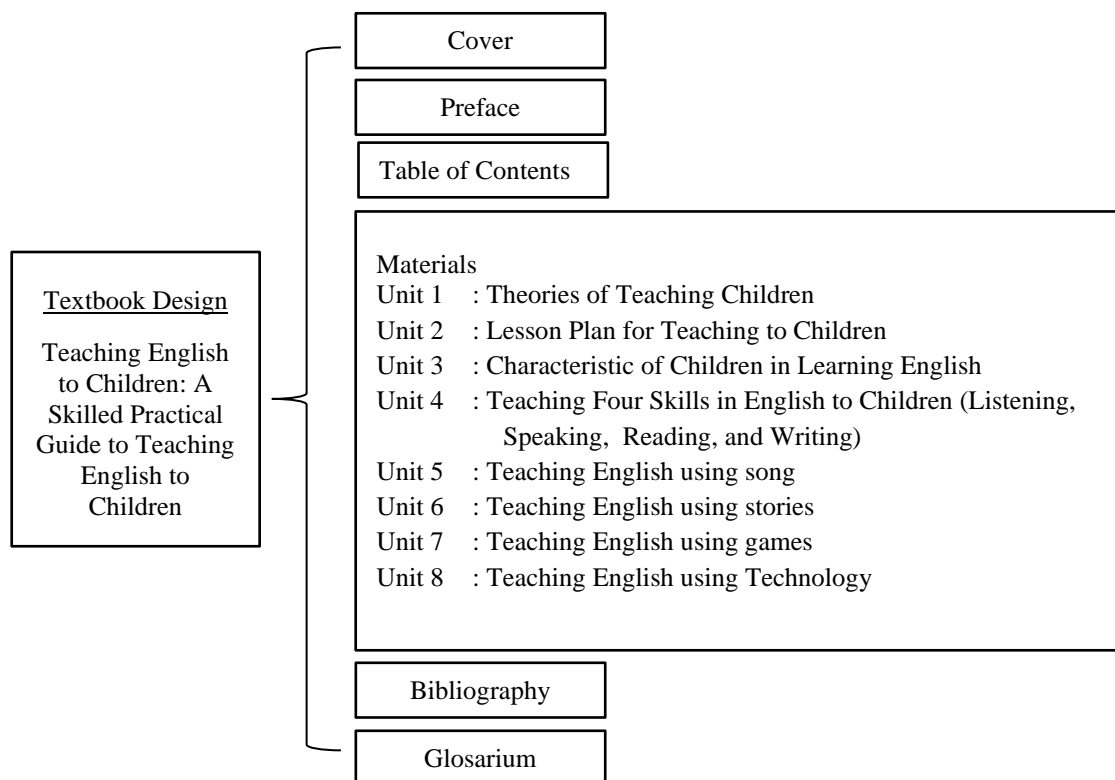 Textbook Design
Teaching English
to Children: A
Skilled Practical
Guide to Teaching
English to
Children
Cover
Preface
Table of Contents
Materials
Unit 1 : Theories of Teaching Children
Unit 2 : Lesson Plan for Teaching to Children
Unit 3 : Characteristic of Children in Learning English
Unit 4 : Teaching Four Skills in English to Children (Listening,
Speaking, Reading, and Writing)
Unit 5 : Teaching English using song
Unit 6 : Teaching English using stories
Unit 7 : Teaching English using games
Unit 8 : Teaching English using Technology
Bibliography
Glosarium